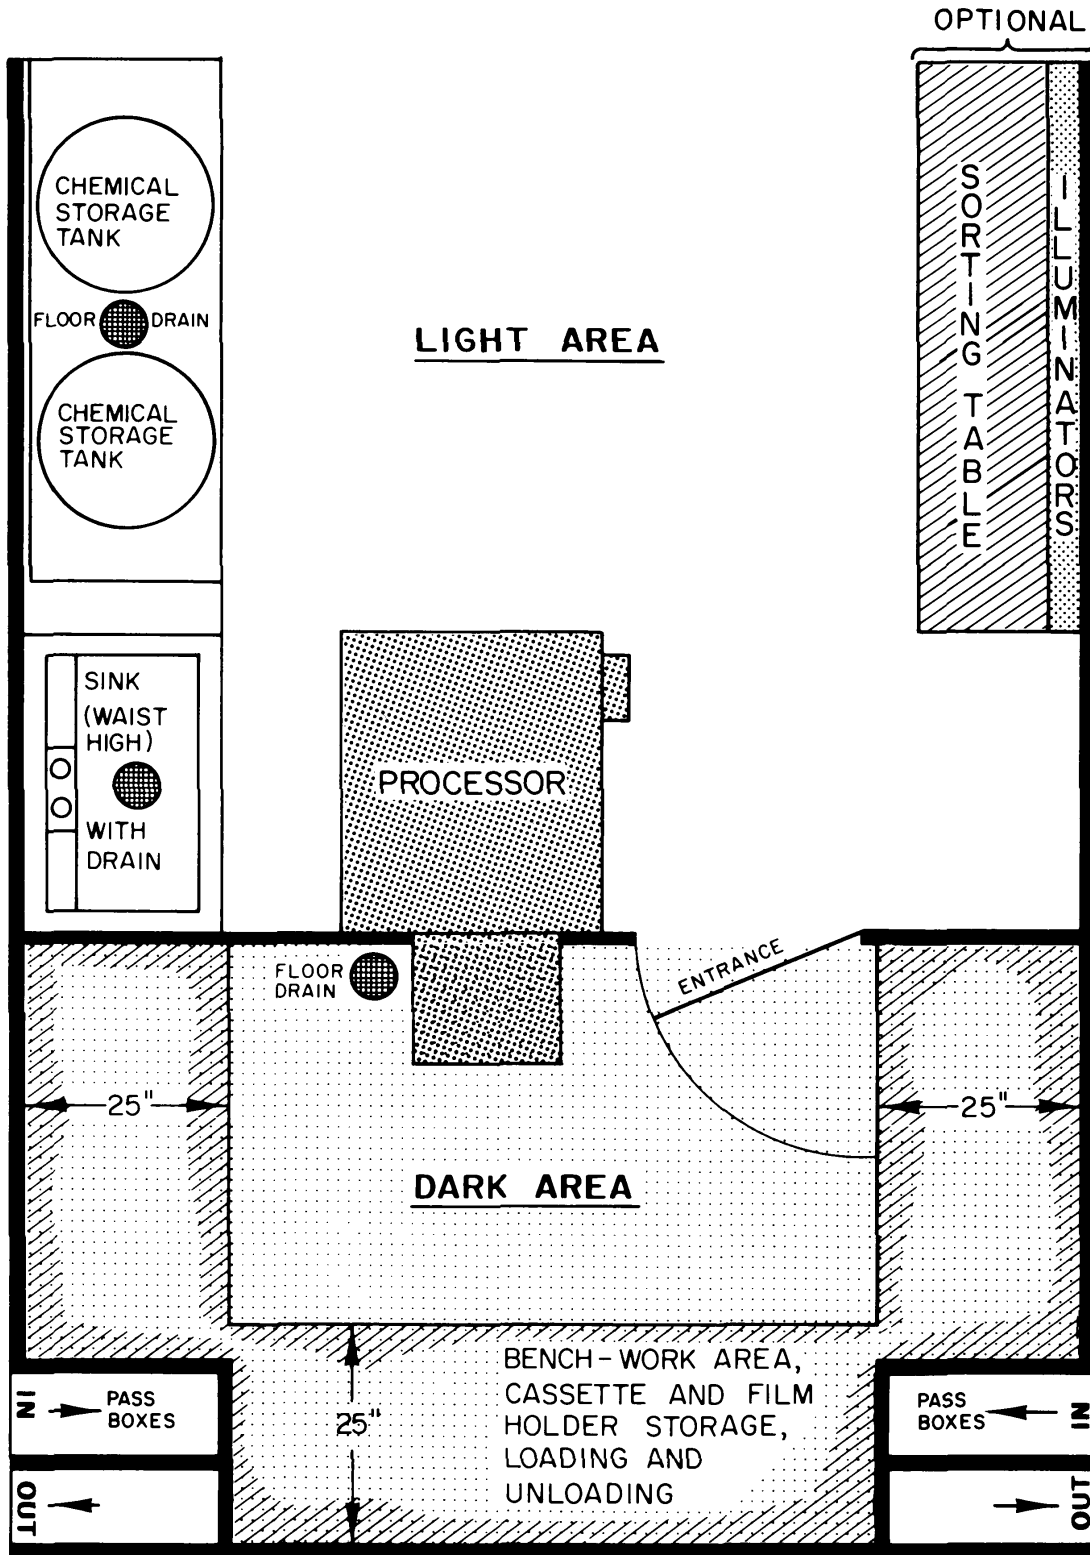 OPTIONAL
CHEMICAL
STORAGE
TANK
FLOOR DRAIN
CHEMICAL
STORAGE
TANK
LIGHT AREA
SORTING TABLE
ILLUMINATORS
SINK
(WAIST
HIGH)
WITH
DRAIN
PROCESSOR
FLOOR
DRAIN
ENTRANCE
25"
25"
DARK AREA
25"
BENCH-WORK AREA,
CASSETTE AND FILM
HOLDER STORAGE,
LOADING AND
UNLOADING
IN
PASS
BOXES
OUT
PASS
BOXES
IN
OUT